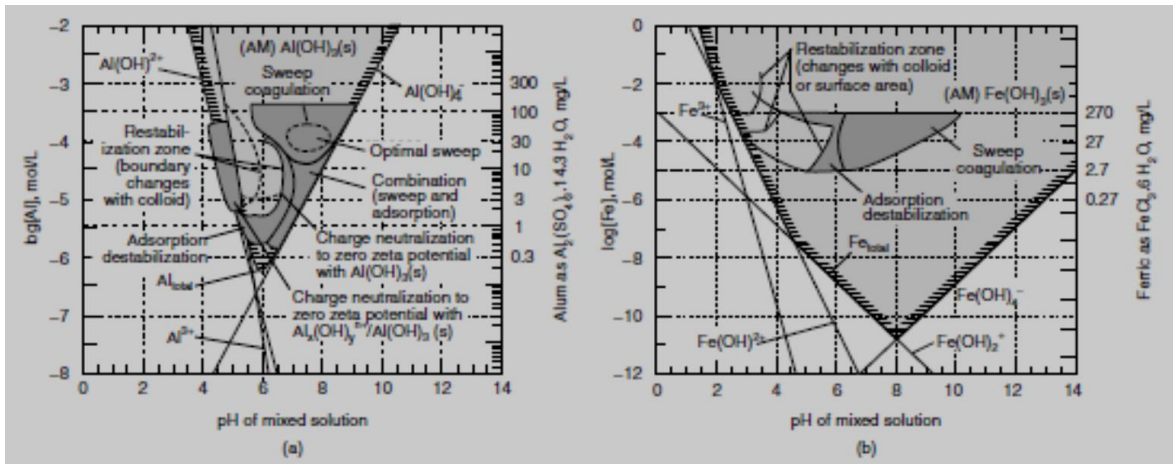 −2
−3
−4
−5
−6
−7
−8
log[Al], mol/L
(AM) Al(OH)3(s)
Sweep
coagulation
Al(OH)2+
Al(OH)4−
Restabil-
ization zone
(boundary
changes
with colloid)
Optimal sweep
Combination
(sweep and
adsorption)
Adsorption
destabilization
Charge neutralization
to zero zeta potential
with Al(OH)3(s)
Altotal
Charge neutralization to
zero zeta potential with
Alx(OH)yn+/Al(OH)3 (s)
Al3+
300
100
30
10
3
1
0.3
Alum as Al2(SO4)3·14.3 H2O, mg/L
0 2 4 6 8 10 12 14
pH of mixed solution
(a)
0
−2
−4
−6
−8
−10
−12
log[Fe], mol/L
Restabilization zone
(changes with colloid
or surface area)
(AM) Fe(OH)3(s)
Fe3+
Sweep
coagulation
Adsorption
destabilization
Fetotal
Fe(OH)4−
Fe(OH)2+
Fe(OH)2+
270
27
2.7
0.27
Ferric as FeCl3·6 H2O, mg/L
0 2 4 6 8 10 12 14
pH of mixed solution
(b)